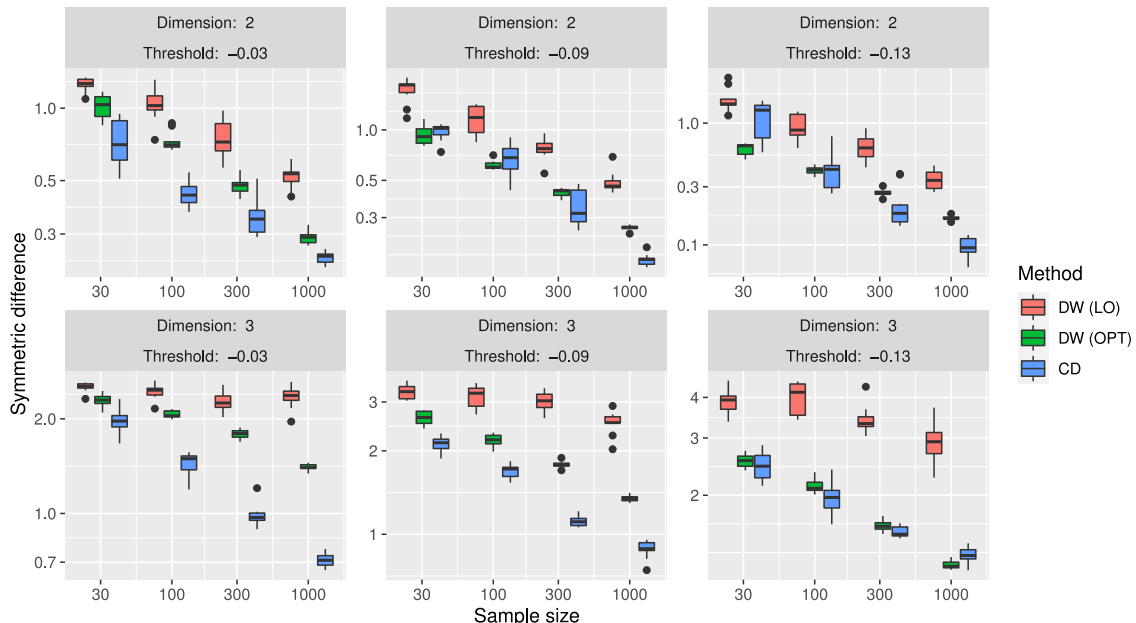 Dimension: 2
Threshold: −0.03
Dimension: 2
Threshold: −0.09
Dimension: 2
Threshold: −0.13
1.0
0.5
0.3
1.0
0.5
0.3
1.0
0.3
0.1
30 100 300 1000
30 100 300 1000
30 100 300 1000
Dimension: 3
Threshold: −0.03
Dimension: 3
Threshold: −0.09
Dimension: 3
Threshold: −0.13
2.0
1.0
0.7
3
2
1
4
3
2
30 100 300 1000
30 100 300 1000
30 100 300 1000
Symmetric difference
Sample size
Method
DW (LO)
DW (OPT)
CD